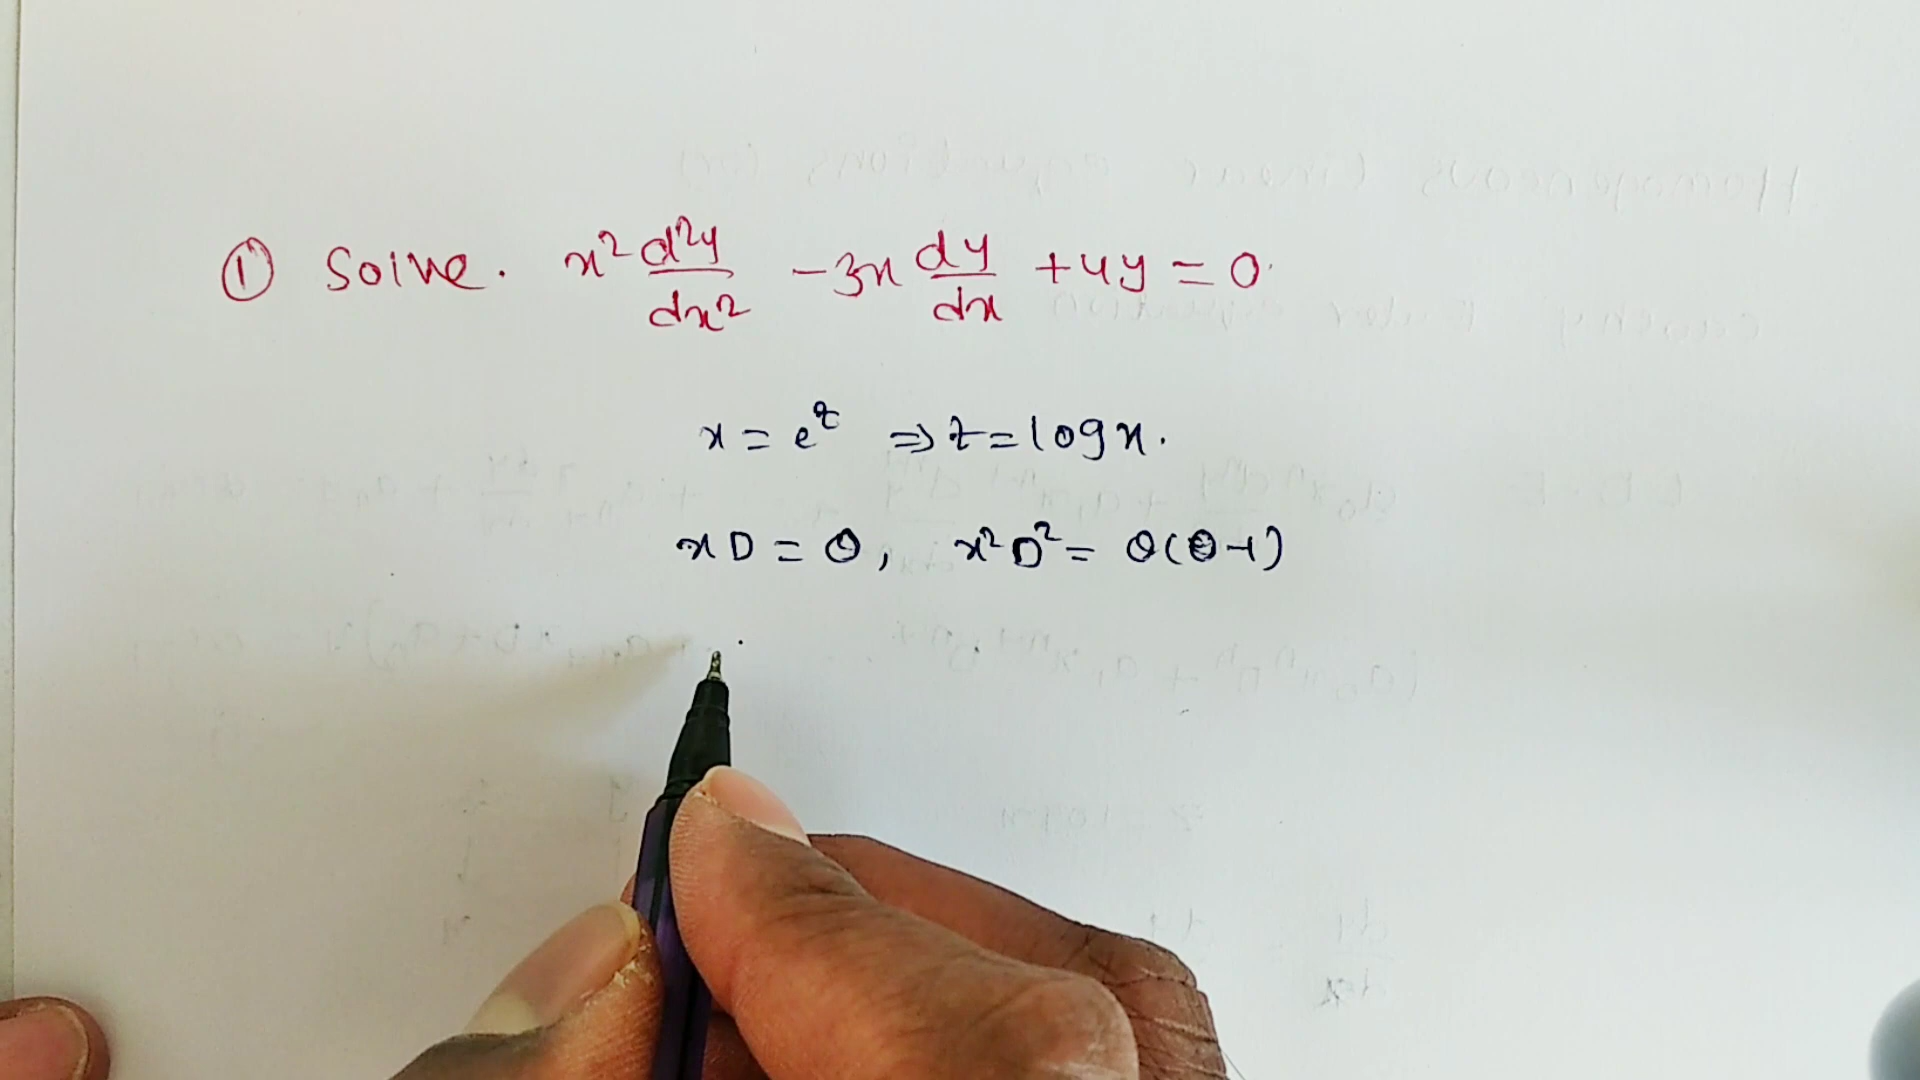 ① Solve. x² d²y/dx² - 3x dy/dx + 4y = 0.
x = e^z ⇒ z = log x.
xD = θ, x²D² = θ(θ-1)